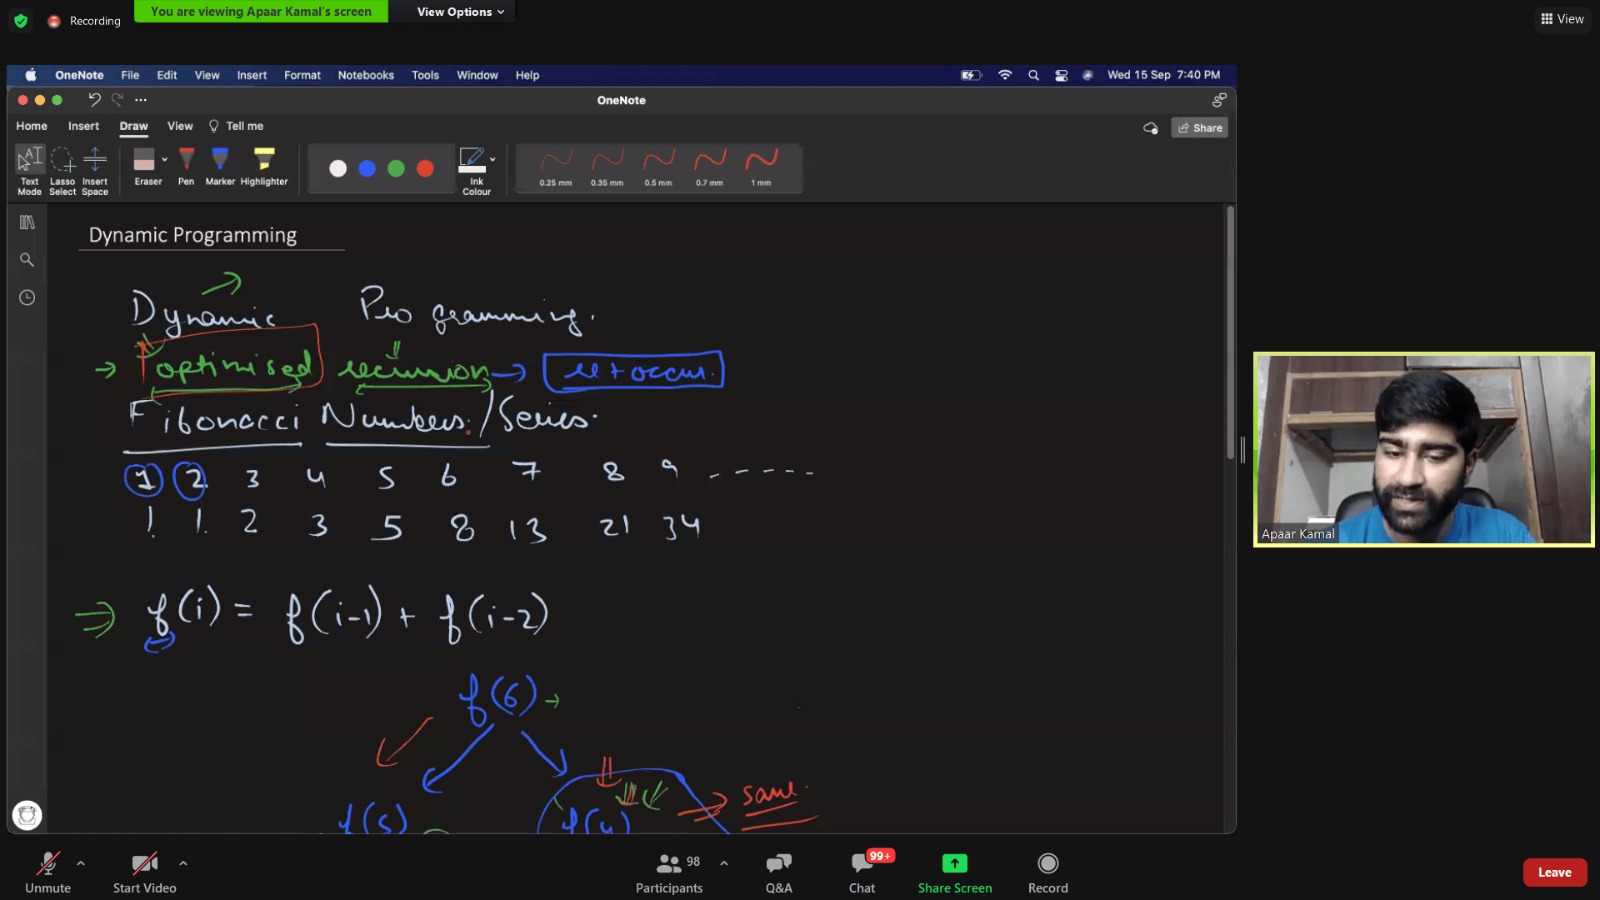 Recording
You are viewing Apaar Kamal's screen
View Options
View
OneNote File Edit View Insert Format Notebooks Tools Window Help
Wed 15 Sep 7:40 PM
OneNote
Home Insert Draw View Tell me
Share
Text Mode
Lasso Select
Insert Space
Eraser
Pen
Marker
Highlighter
Ink Colour
0.25 mm 0.35 mm 0.5 mm 0.7 mm 1 mm
Dynamic Programming
Dynamic Programming.
→ optimised recursion → re + occur.
Fibonacci Numbers. / Series.
1 2 3 4 5 6 7 8 9 - - - - - -
1 1 2 3 5 8 13 21 34
⇒ f(i) = f(i-1) + f(i-2)
f(6) →
f(5) f(4)
Apaar Kamal
Unmute
Start Video
98
Participants
Q&A
99+
Chat
Share Screen
Record
Leave